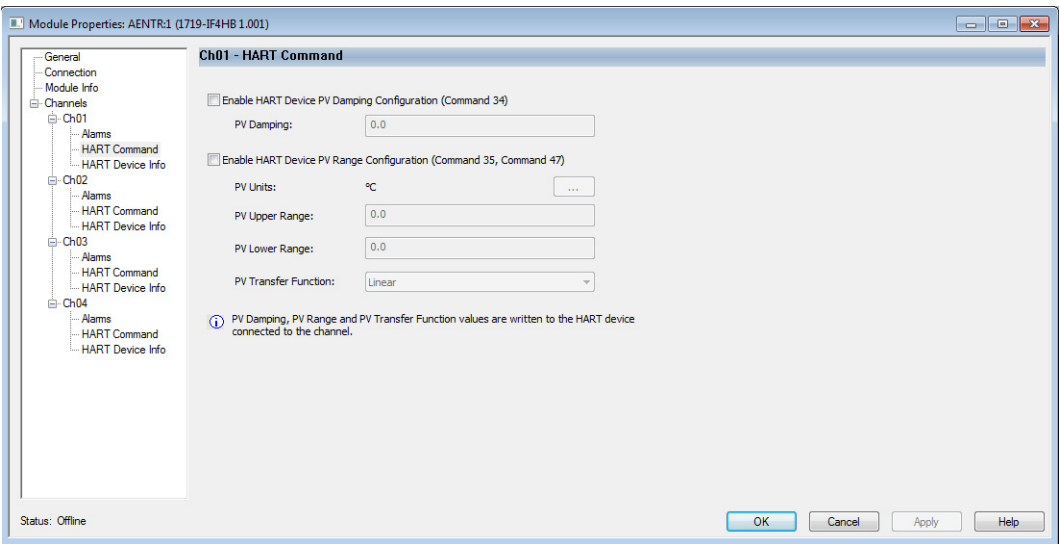 Module Properties: AENTR:1 (1719-IF4HB 1.001)
General
Connection
Module Info
Channels
Ch01
Alarms
HART Command
HART Device Info
Ch02
Alarms
HART Command
HART Device Info
Ch03
Alarms
HART Command
HART Device Info
Ch04
Alarms
HART Command
HART Device Info
Ch01 - HART Command
Enable HART Device PV Damping Configuration (Command 34)
PV Damping: 0.0
Enable HART Device PV Range Configuration (Command 35, Command 47)
PV Units: °C ...
PV Upper Range: 0.0
PV Lower Range: 0.0
PV Transfer Function: Linear
PV Damping, PV Range and PV Transfer Function values are written to the HART device
connected to the channel.
Status: Offline
OK Cancel Apply Help